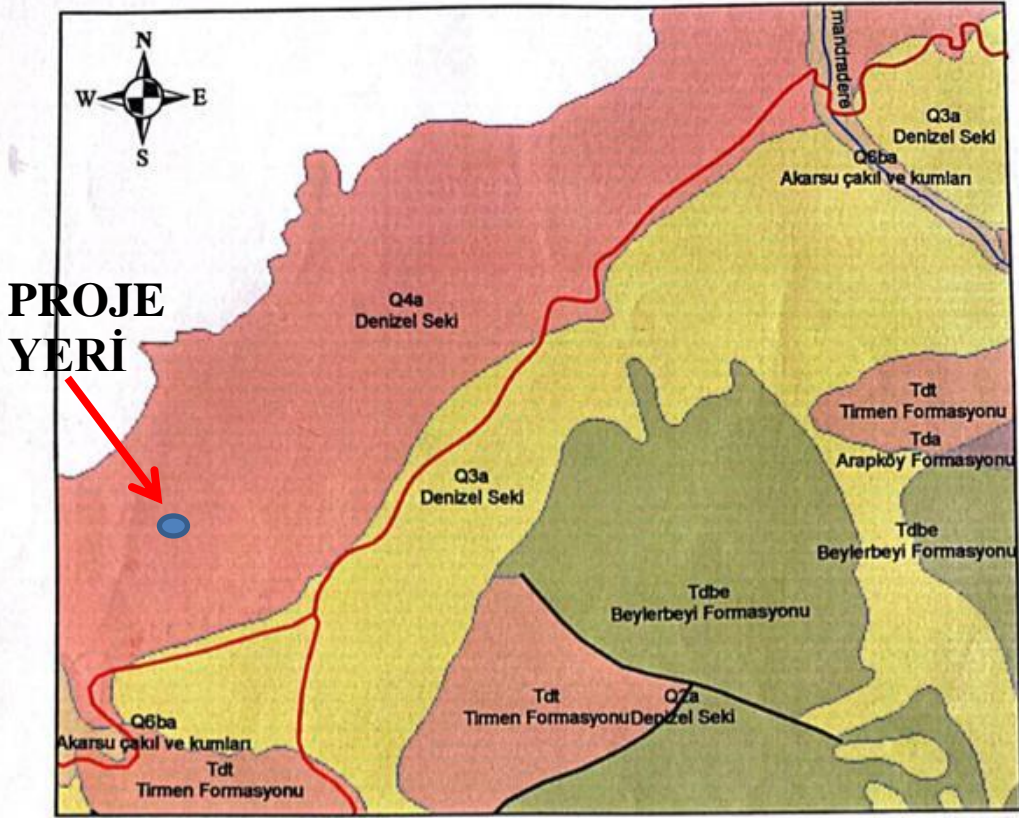 N
W E
S
mandradere
Q3a
Denizel Seki
Q6ba
Akarsu çakıl ve kumları
PROJE
YERİ
Q4a
Denizel Seki
Tdt
Tirmen Formasyonu
Tda
Arapköy Formasyonu
Q3a
Denizel Seki
Tdbe
Beylerbeyi Formasyonu
Tdbe
Beylerbeyi Formasyonu
Tdt
Tirmen Formasyonu
Q2a
Denizel Seki
Q6ba
Akarsu çakıl ve kumları
Tdt
Tirmen Formasyonu